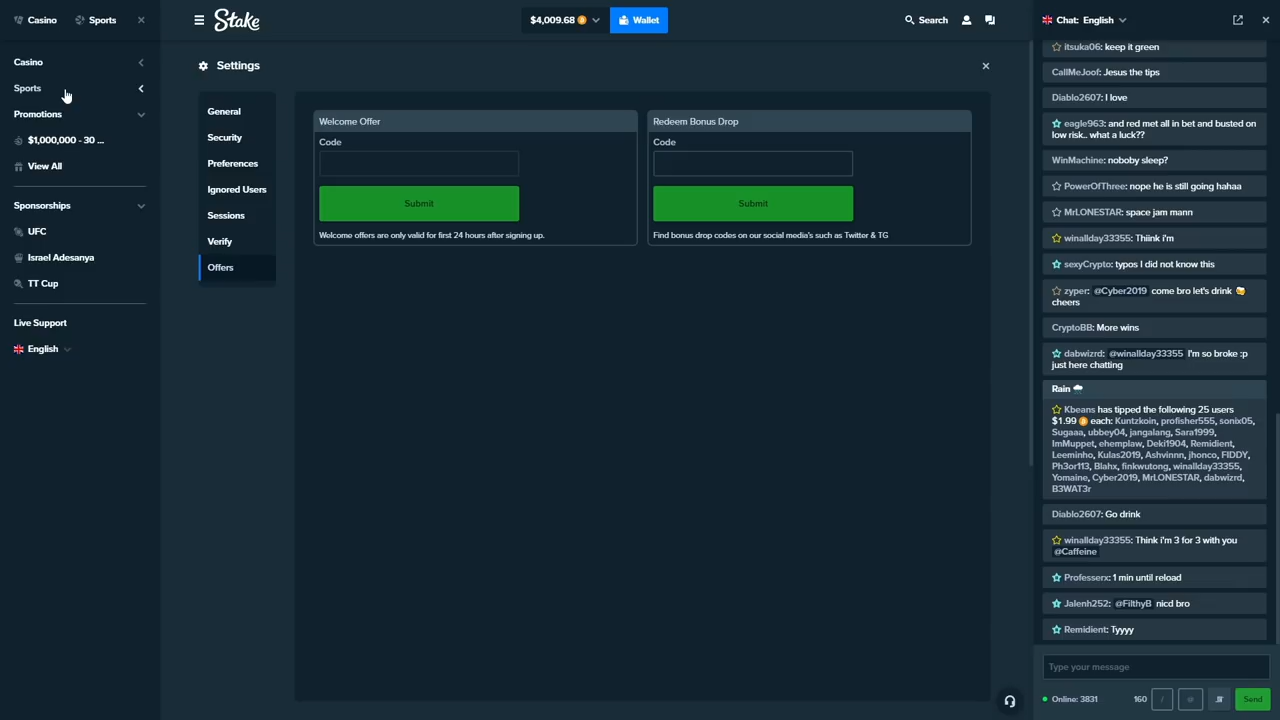 Casino
Sports
Stake
$4,009.68
Wallet
Search
Chat: English
Casino
Sports
Promotions
$1,000,000 - 30 ...
View All
Sponsorships
UFC
Israel Adesanya
TT Cup
Live Support
English
Settings
General
Security
Preferences
Ignored Users
Sessions
Verify
Offers
Welcome Offer
Code
Submit
Welcome offers are only valid for first 24 hours after signing up.
Redeem Bonus Drop
Code
Submit
Find bonus drop codes on our social media's such as Twitter & TG
itsuka06: keep it green
CallMeJoof: Jesus the tips
Diablo2607: I love
eagle963: and red met all in bet and busted on
low risk.. what a luck??
WinMachine: noboby sleep?
PowerOfThree: nope he is still going hahaa
MrLONESTAR: space jam mann
winallday33355: Thiink i'm
sexyCrypto: typos I did not know this
zyper: @Cyber2019 come bro let's drink 🍻
cheers
CryptoBB: More wins
dabwizrd: @winallday33355 I'm so broke :p
just here chatting
Rain 🌧
Kbeans has tipped the following 25 users
$1.99 each: Kuntzkoin, profisher555, sonix05,
Sugaaa, ubbey04, jangalang, Sara1999,
ImMuppet, ehemplaw, Deki1904, Remidient,
Leeminho, Kulas2019, Ashvinnn, jhonco, FIDDY,
Ph3or113, Blahx, finkwutong, winallday33355,
Yomaine, Cyber2019, MrLONESTAR, dabwizrd,
B3WAT3r
Diablo2607: Go drink
winallday33355: Think i'm 3 for 3 with you
@Caffeine
Professerx: 1 min until reload
Jalenh252: @FilthyB nicd bro
Remidient: Tyyyy
Type your message
Online: 3831
160
/
@
Send